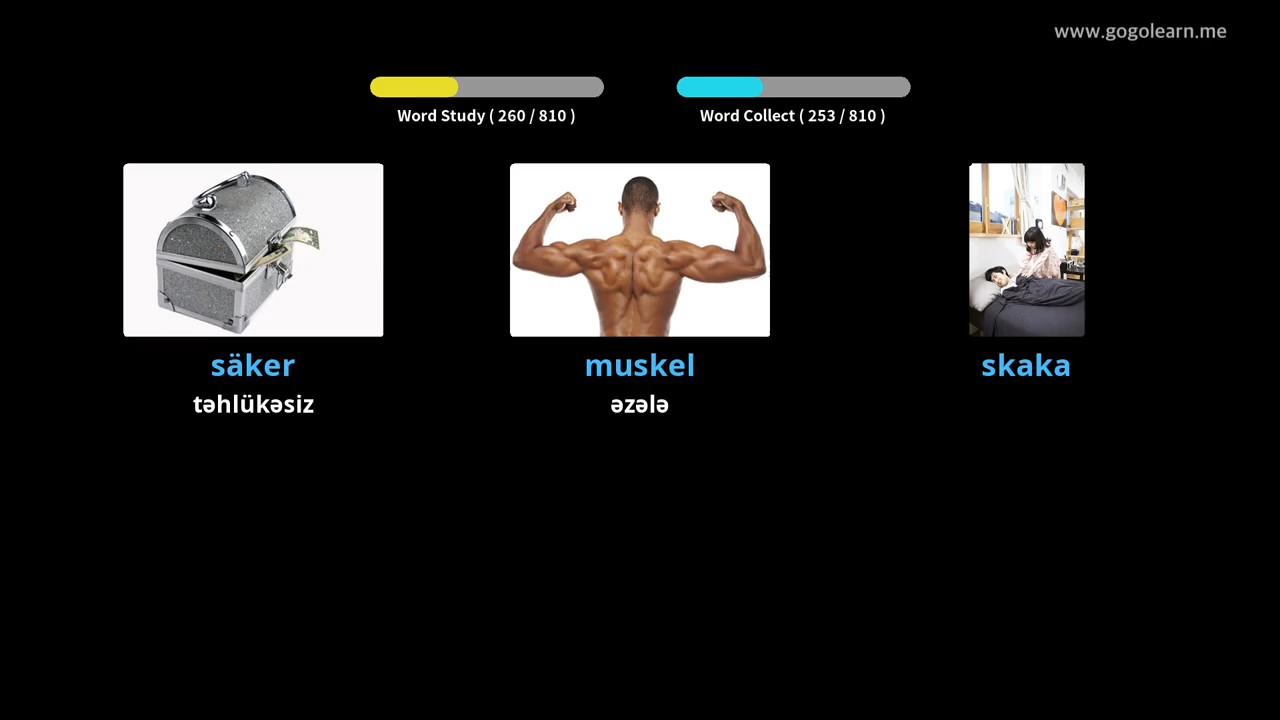 www.gogolearn.me
Word Study ( 260 / 810 )
Word Collect ( 253 / 810 )
säker
muskel
skaka
təhlükəsiz
əzələ